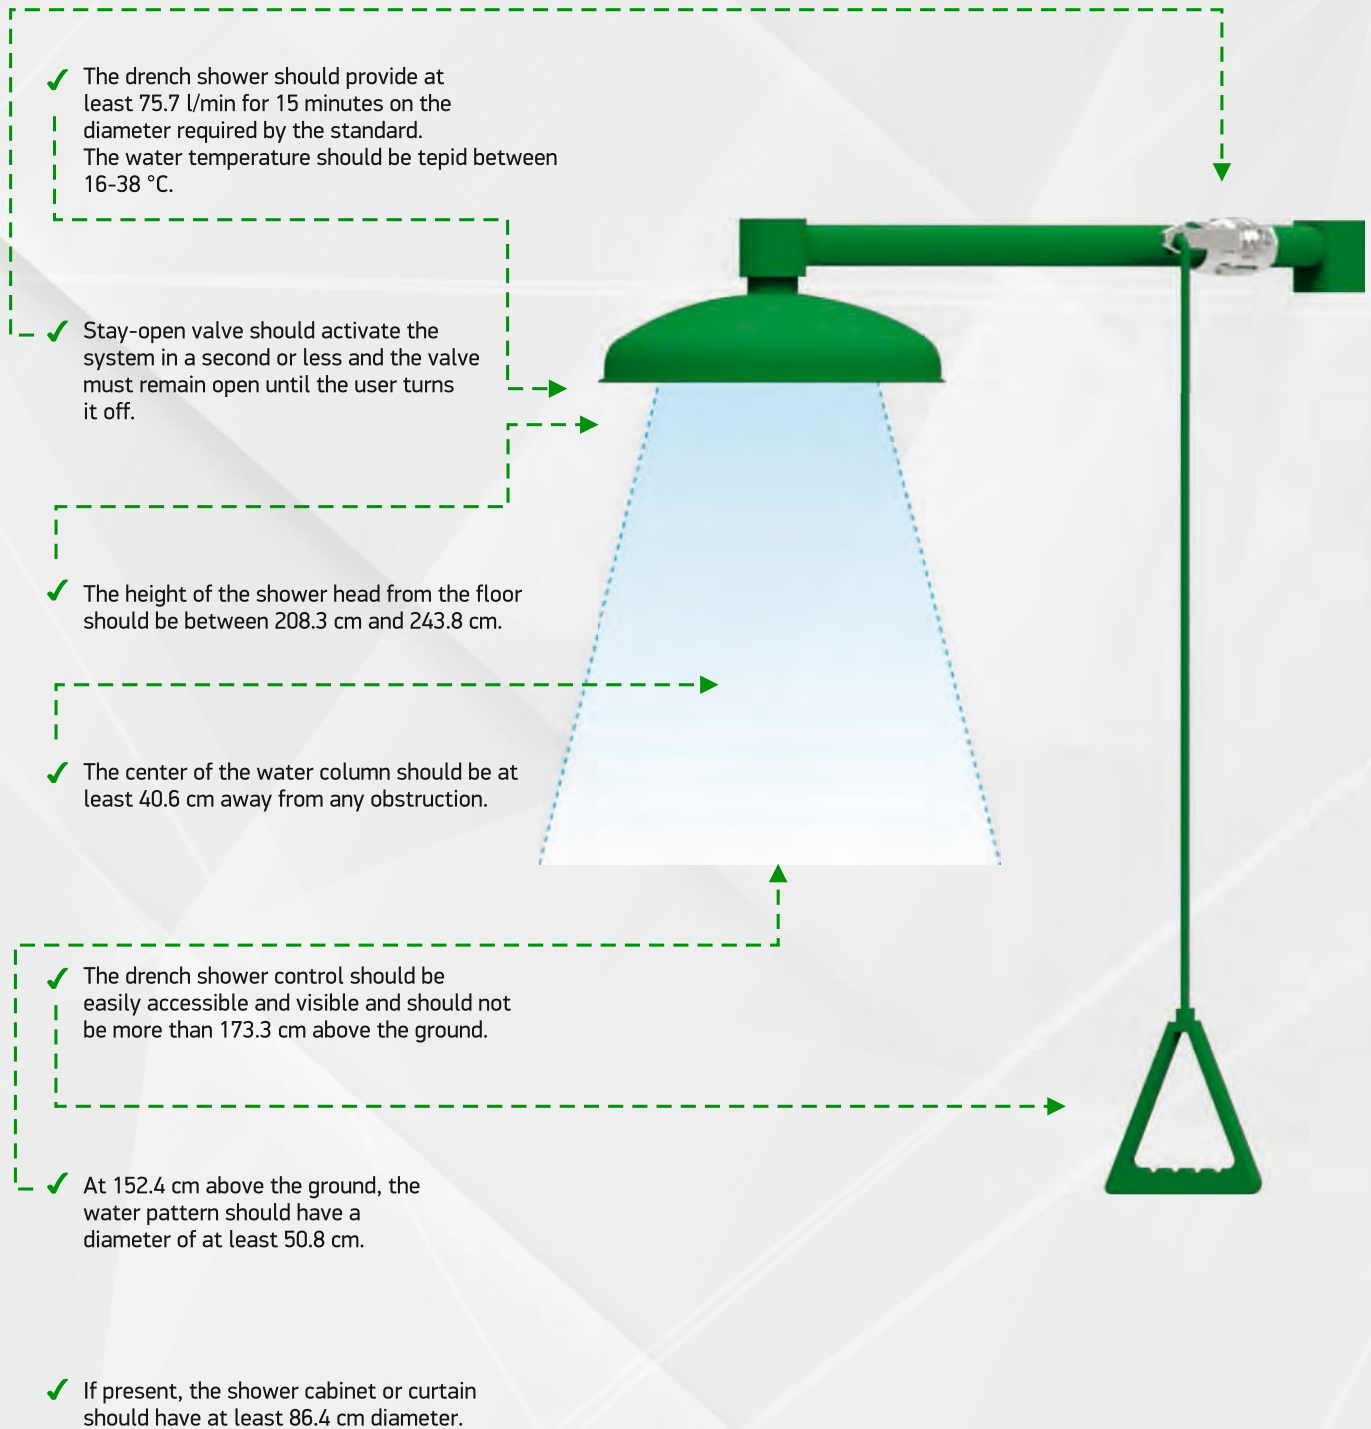 The drench shower should provide at
least 75.7 l/min for 15 minutes on the
diameter required by the standard.
The water temperature should be tepid between
16-38 °C.
Stay-open valve should activate the
system in a second or less and the valve
must remain open until the user turns
it off.
The height of the shower head from the floor
should be between 208.3 cm and 243.8 cm.
The center of the water column should be at
least 40.6 cm away from any obstruction.
The drench shower control should be
easily accessible and visible and should not
be more than 173.3 cm above the ground.
At 152.4 cm above the ground, the
water pattern should have a
diameter of at least 50.8 cm.
If present, the shower cabinet or curtain
should have at least 86.4 cm diameter.